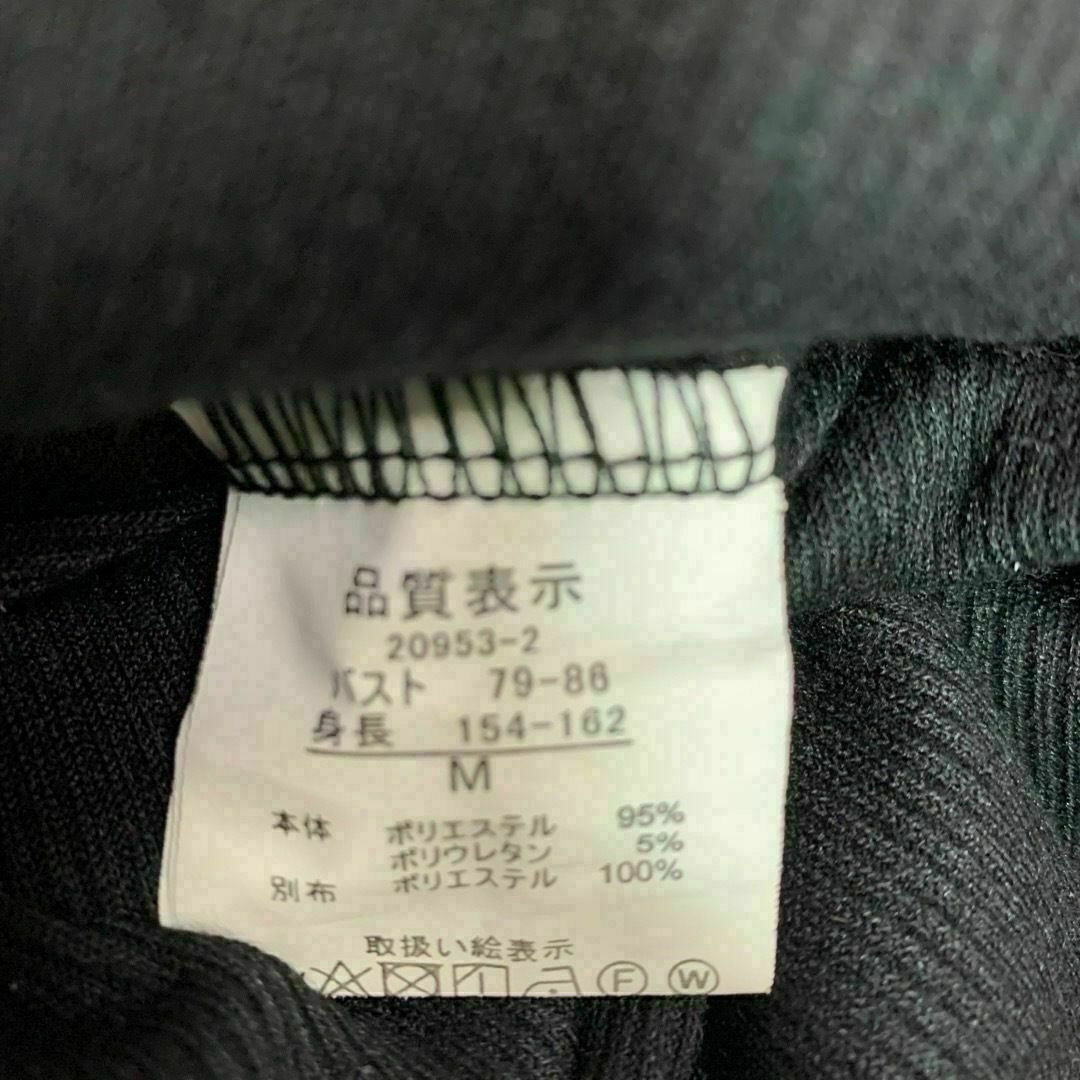 品質表示
20953-2
バスト 79-86
身長 154-162
M
本体 ポリエステル 95%
ポリウレタン 5%
別布 ポリエステル 100%
取扱い絵表示
F W